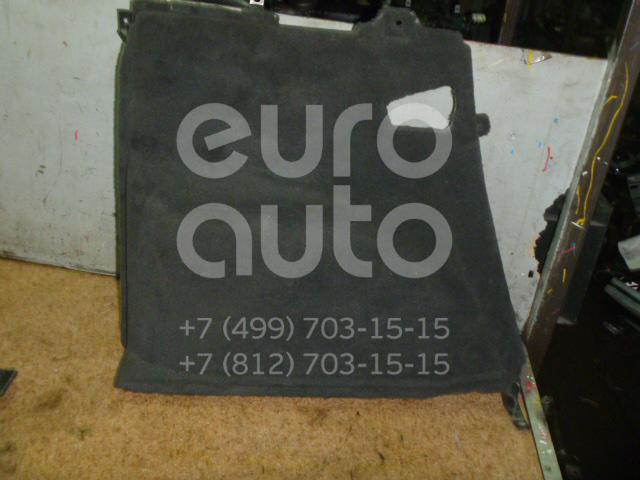 euro
auto
+7 (499) 703-15-15
+7 (812) 703-15-15